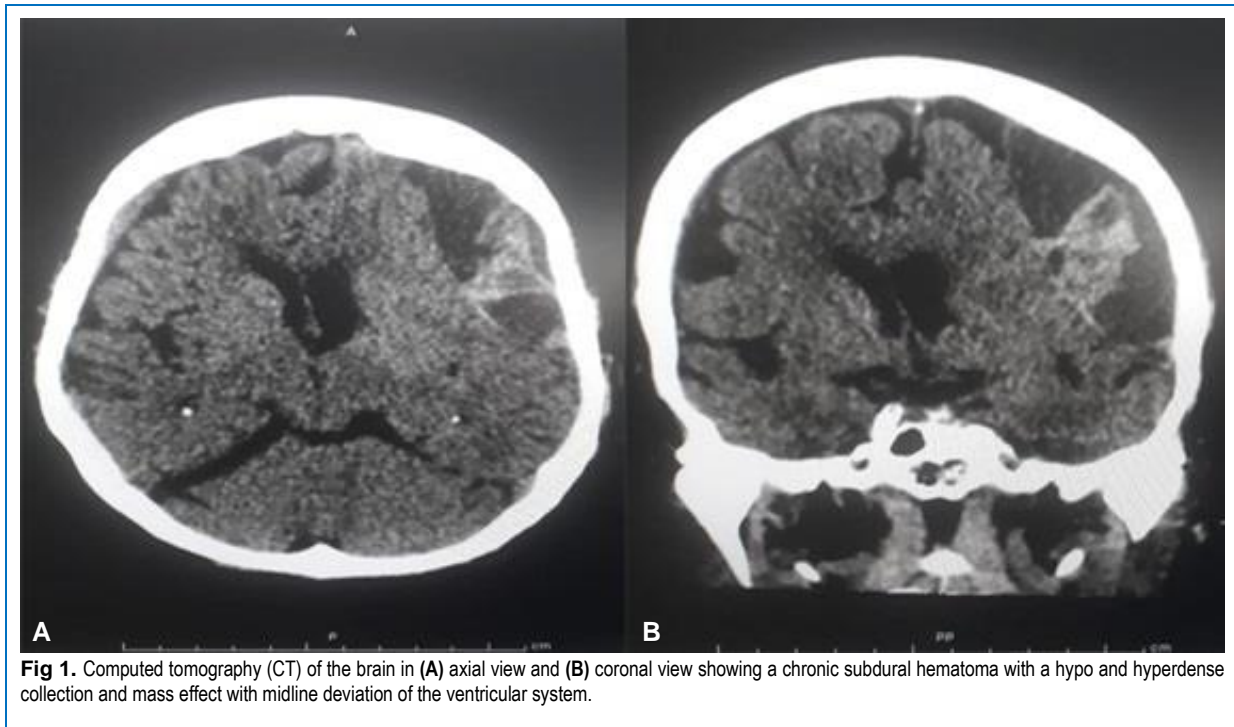 A
A
B
P
cm
PP
cm
Fig 1. Computed tomography (CT) of the brain in (A) axial view and (B) coronal view showing a chronic subdural hematoma with a hypo and hyperdense
collection and mass effect with midline deviation of the ventricular system.